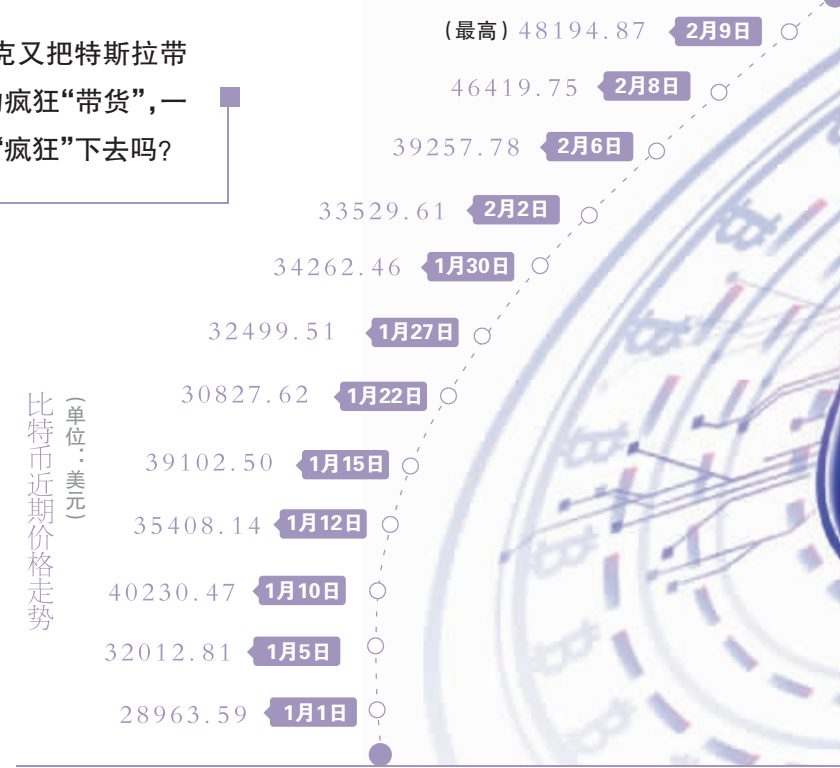 克又把特斯拉带
疯狂“带货”，一
“疯狂”下去吗？
(最高) 48194.87 2月9日
46419.75 2月8日
39257.78 2月6日
33529.61 2月2日
34262.46 1月30日
32499.51 1月27日
30827.62 1月22日
39102.50 1月15日
35408.14 1月12日
40230.47 1月10日
32012.81 1月5日
28963.59 1月1日
比特币近期价格走势
(单位：美元)